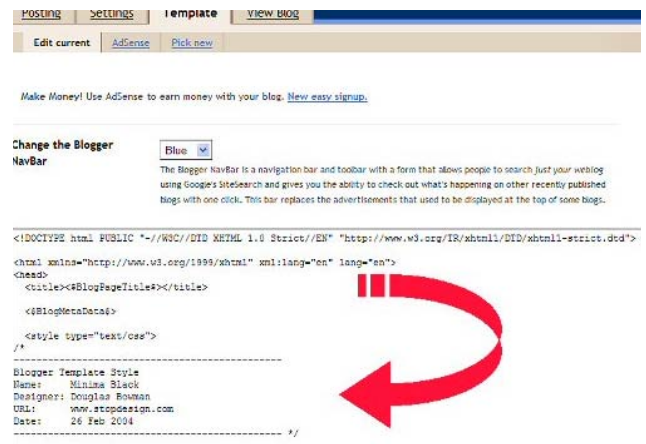 Posting Settings Template View Blog
Edit current AdSense Pick new
Make Money! Use AdSense to earn money with your blog. New easy signup.
Change the Blogger
NavBar
Blue
The Blogger NavBar is a navigation bar and toolbar with a form that allows people to search just your weblog
using Google's SiteSearch and gives you the ability to check out what's happening on other recently published
blogs with one click. This bar replaces the advertisements that used to be displayed at the top of some blogs.
<!DOCTYPE html PUBLIC "-//W3C//DTD XHTML 1.0 Strict//EN" "http://www.w3.org/TR/xhtml1/DTD/xhtml1-strict.dtd">
<html xmlns="http://www.w3.org/1999/xhtml" xml:lang="en" lang="en">
<head>
<title><$BlogPageTitle$></title>
<$BlogMetaData$>
<style type="text/css">
/*
-----------------------------------------------
Blogger Template Style
Name: Minima Black
Designer: Douglas Bowman
URL: www.stopdesign.com
Date: 26 Feb 2004
----------------------------------------------- */